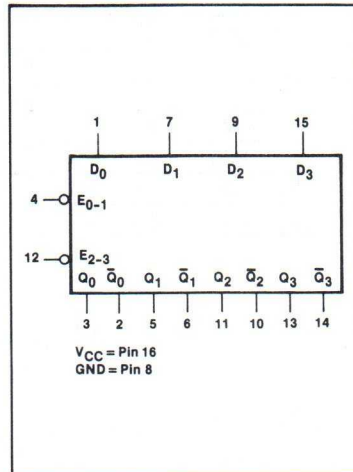 1 7 9 15
D0 D1 D2 D3
4 E0-1
12 E2-3
Q0 Q̅0 Q1 Q̅1 Q2 Q̅2 Q3 Q̅3
3 2 5 6 11 10 13 14
VCC = Pin 16
GND = Pin 8